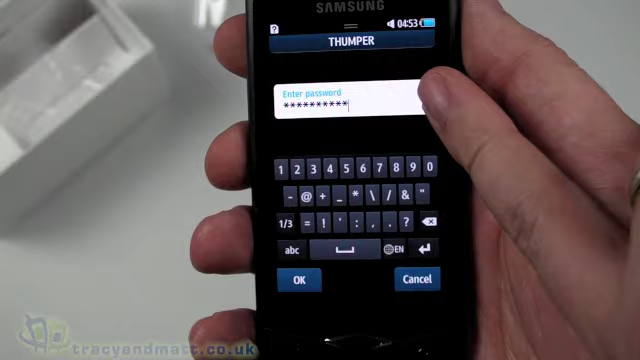 SAMSUNG
? 04:53
THUMPER
Enter password
**********
1 2 3 4 5 6 7 8 9 0
- @ + _ * \ / & "
1/3 = ! ' : , . ?
abc EN
OK Cancel
tracyandmatt.co.uk